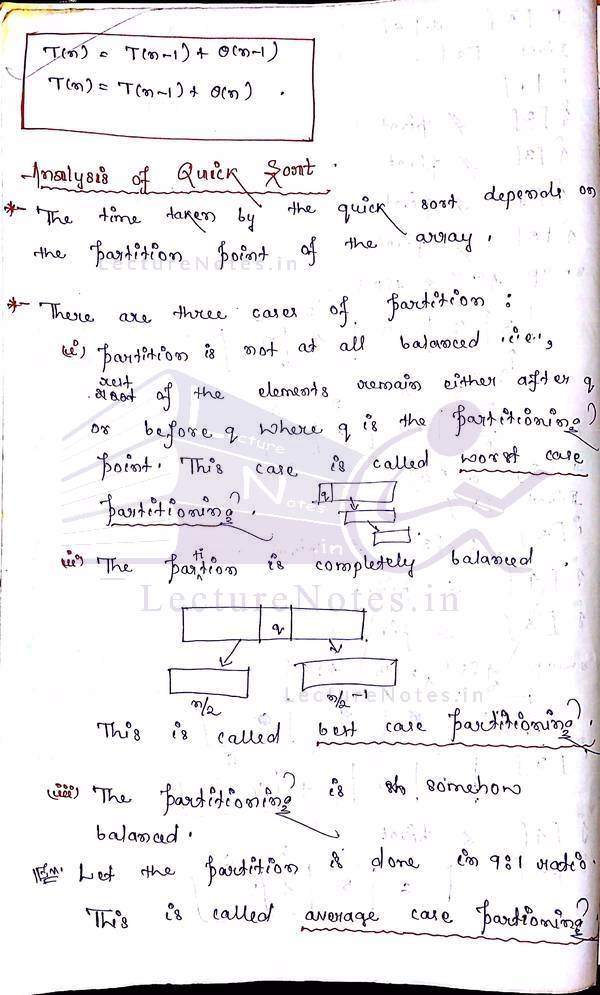 T(n) = T(n-1) + θ(n-1)
T(n) = T(n-1) + θ(n).
Analysis of Quick Sort.
* The time taken by the quick sort depends on
the partition point of the array.
LectureNotes.in
* There are three cases of partition :
(i) partition is not at all balanced i.e.,
rest of the elements remain either after q
or before q where q is the partitioning
point. This case is called worst case
q
partitioning.
Lecture
Notes
.in
(ii) The partition is completely balanced.
LectureNotes.in
q
n/2 n/2 -1
LectureNotes.in
This is called best case partitioning
(iii) The partitioning is somehow
balanced.
Let the partition is done in 9:1 ratio.
This is called average case partioning